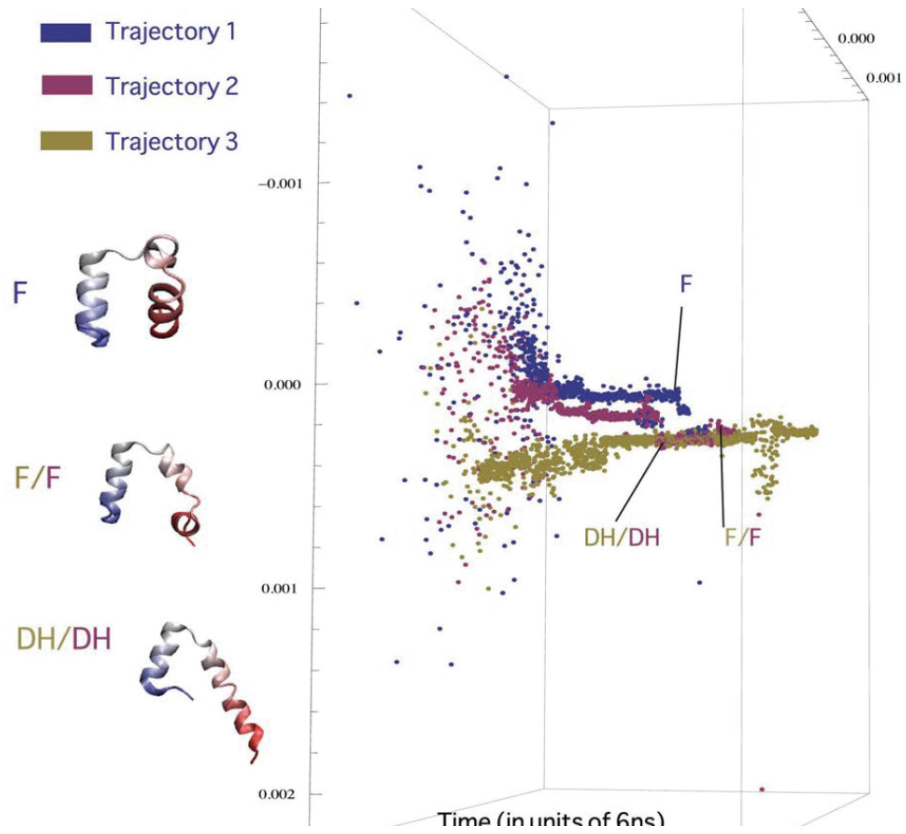 Trajectory 1
Trajectory 2
Trajectory 3
0.000
0.001
−0.001
F
F
0.000
F/F
DH/DH
F/F
0.001
DH/DH
0.002
Time (in units of 6ns)